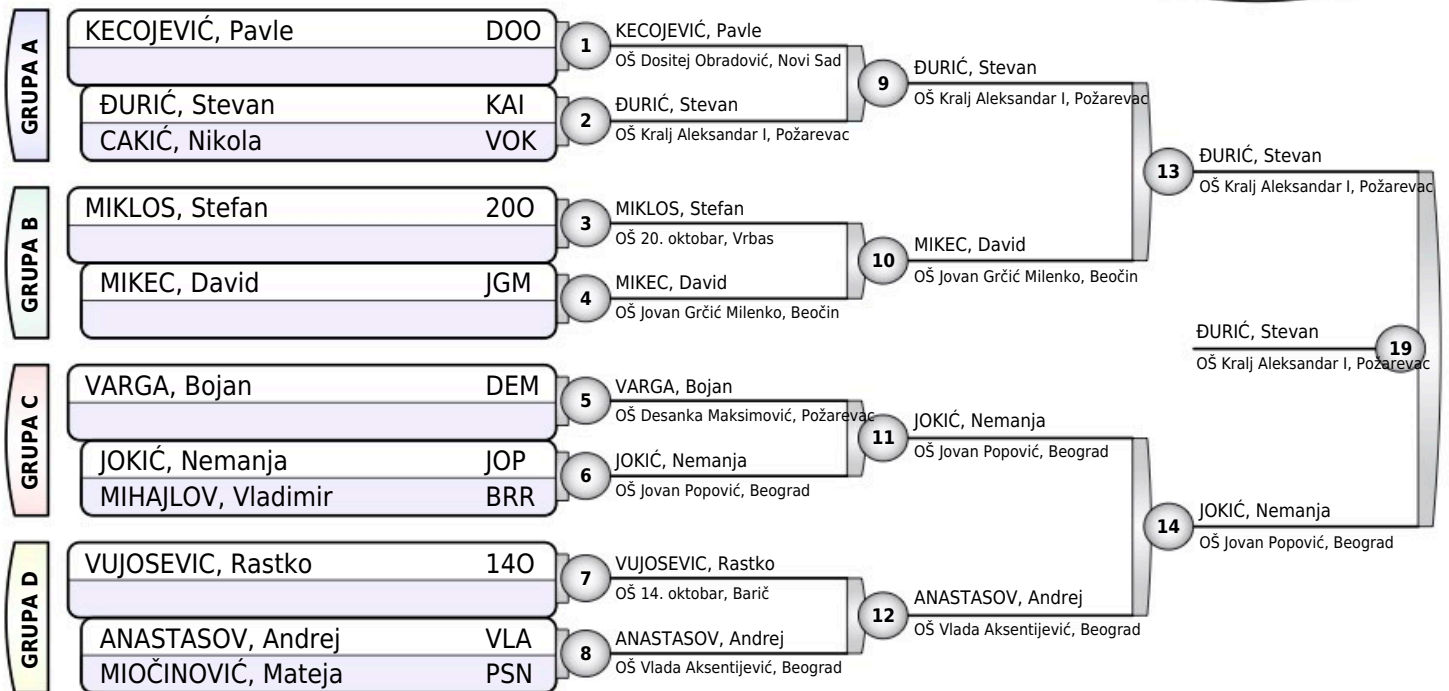 GRUPA A
KECOJEVIĆ, Pavle DOO
ĐURIĆ, Stevan KAI
CAKIĆ, Nikola VOK
GRUPA B
MIKLOS, Stefan 20O
MIKEC, David JGM
GRUPA C
VARGA, Bojan DEM
JOKIĆ, Nemanja JOP
MIHAJLOV, Vladimir BRR
GRUPA D
VUJOSEVIC, Rastko 14O
ANASTASOV, Andrej VLA
MIOČINOVIĆ, Mateja PSN
1
KECOJEVIĆ, Pavle
OŠ Dositej Obradović, Novi Sad
2
ĐURIĆ, Stevan
OŠ Kralj Aleksandar I, Požarevac
3
MIKLOS, Stefan
OŠ 20. oktobar, Vrbas
4
MIKEC, David
OŠ Jovan Grčić Milenko, Beočin
5
VARGA, Bojan
OŠ Desanka Maksimović, Požarevac
6
JOKIĆ, Nemanja
OŠ Jovan Popović, Beograd
7
VUJOSEVIC, Rastko
OŠ 14. oktobar, Barič
8
ANASTASOV, Andrej
OŠ Vlada Aksentijević, Beograd
9
ĐURIĆ, Stevan
OŠ Kralj Aleksandar I, Požarevac
10
MIKEC, David
OŠ Jovan Grčić Milenko, Beočin
11
JOKIĆ, Nemanja
OŠ Jovan Popović, Beograd
12
ANASTASOV, Andrej
OŠ Vlada Aksentijević, Beograd
13
ĐURIĆ, Stevan
OŠ Kralj Aleksandar I, Požarevac
14
JOKIĆ, Nemanja
OŠ Jovan Popović, Beograd
ĐURIĆ, Stevan
19
OŠ Kralj Aleksandar I, Požarevac